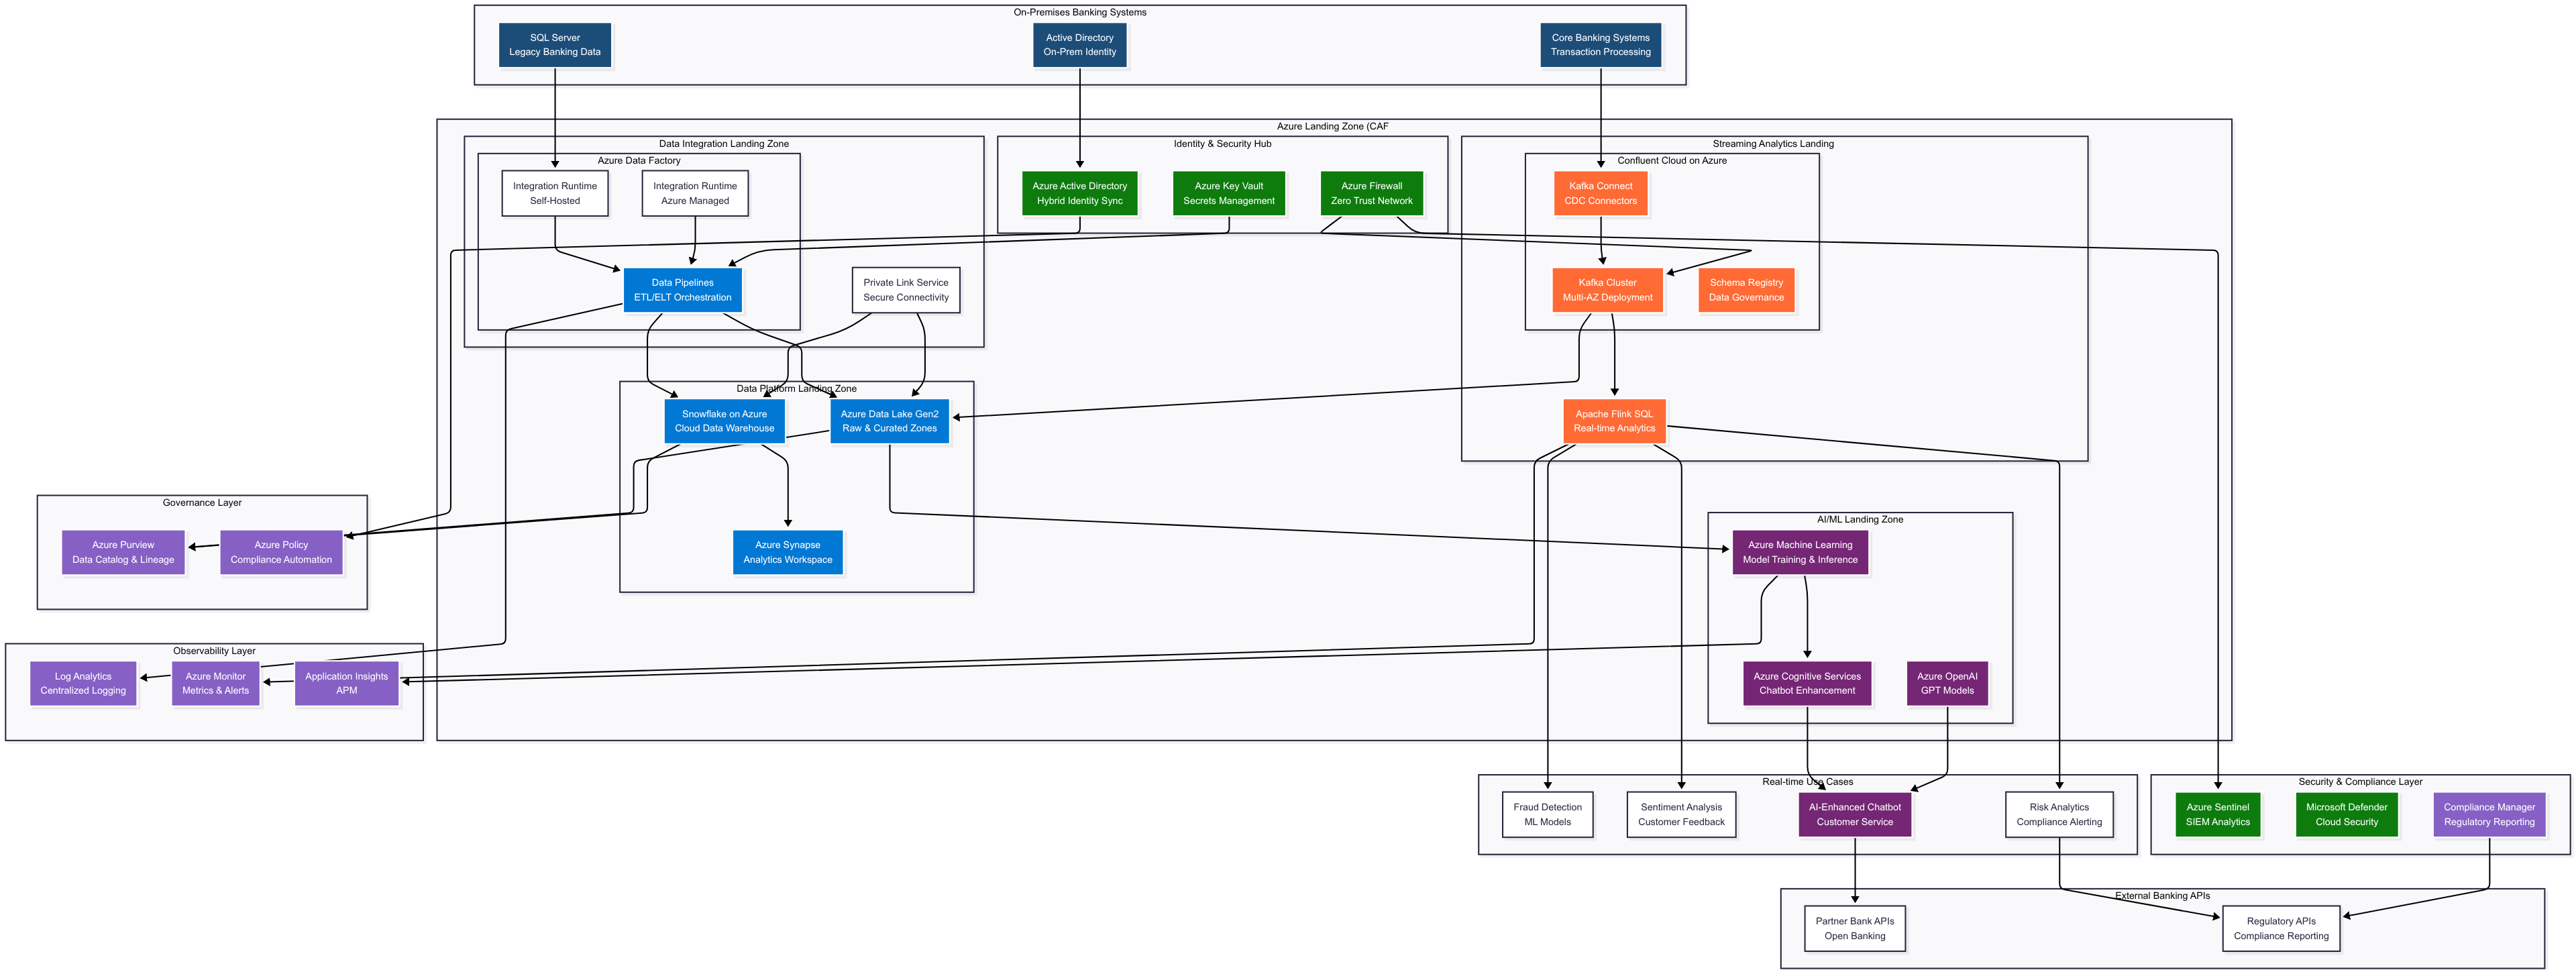 On-Premises Banking Systems
SQL Server
Legacy Banking Data
Active Directory
On-Prem Identity
Core Banking Systems
Transaction Processing
Azure Landing Zone (CAF
Data Integration Landing Zone
Azure Data Factory
Integration Runtime
Self-Hosted
Integration Runtime
Azure Managed
Data Pipelines
ETL/ELT Orchestration
Private Link Service
Secure Connectivity
Identity & Security Hub
Azure Active Directory
Hybrid Identity Sync
Azure Key Vault
Secrets Management
Azure Firewall
Zero Trust Network
Streaming Analytics Landing
Confluent Cloud on Azure
Kafka Connect
CDC Connectors
Kafka Cluster
Multi-AZ Deployment
Schema Registry
Data Governance
Apache Flink SQL
Real-time Analytics
Data Platform Landing Zone
Snowflake on Azure
Cloud Data Warehouse
Azure Data Lake Gen2
Raw & Curated Zones
Azure Synapse
Analytics Workspace
Governance Layer
Azure Purview
Data Catalog & Lineage
Azure Policy
Compliance Automation
AI/ML Landing Zone
Azure Machine Learning
Model Training & Inference
Azure Cognitive Services
Chatbot Enhancement
Azure OpenAI
GPT Models
Observability Layer
Log Analytics
Centralized Logging
Azure Monitor
Metrics & Alerts
Application Insights
APM
Real-time Use Cases
Fraud Detection
ML Models
Sentiment Analysis
Customer Feedback
AI-Enhanced Chatbot
Customer Service
Risk Analytics
Compliance Alerting
Security & Compliance Layer
Azure Sentinel
SIEM Analytics
Microsoft Defender
Cloud Security
Compliance Manager
Regulatory Reporting
External Banking APIs
Partner Bank APIs
Open Banking
Regulatory APIs
Compliance Reporting